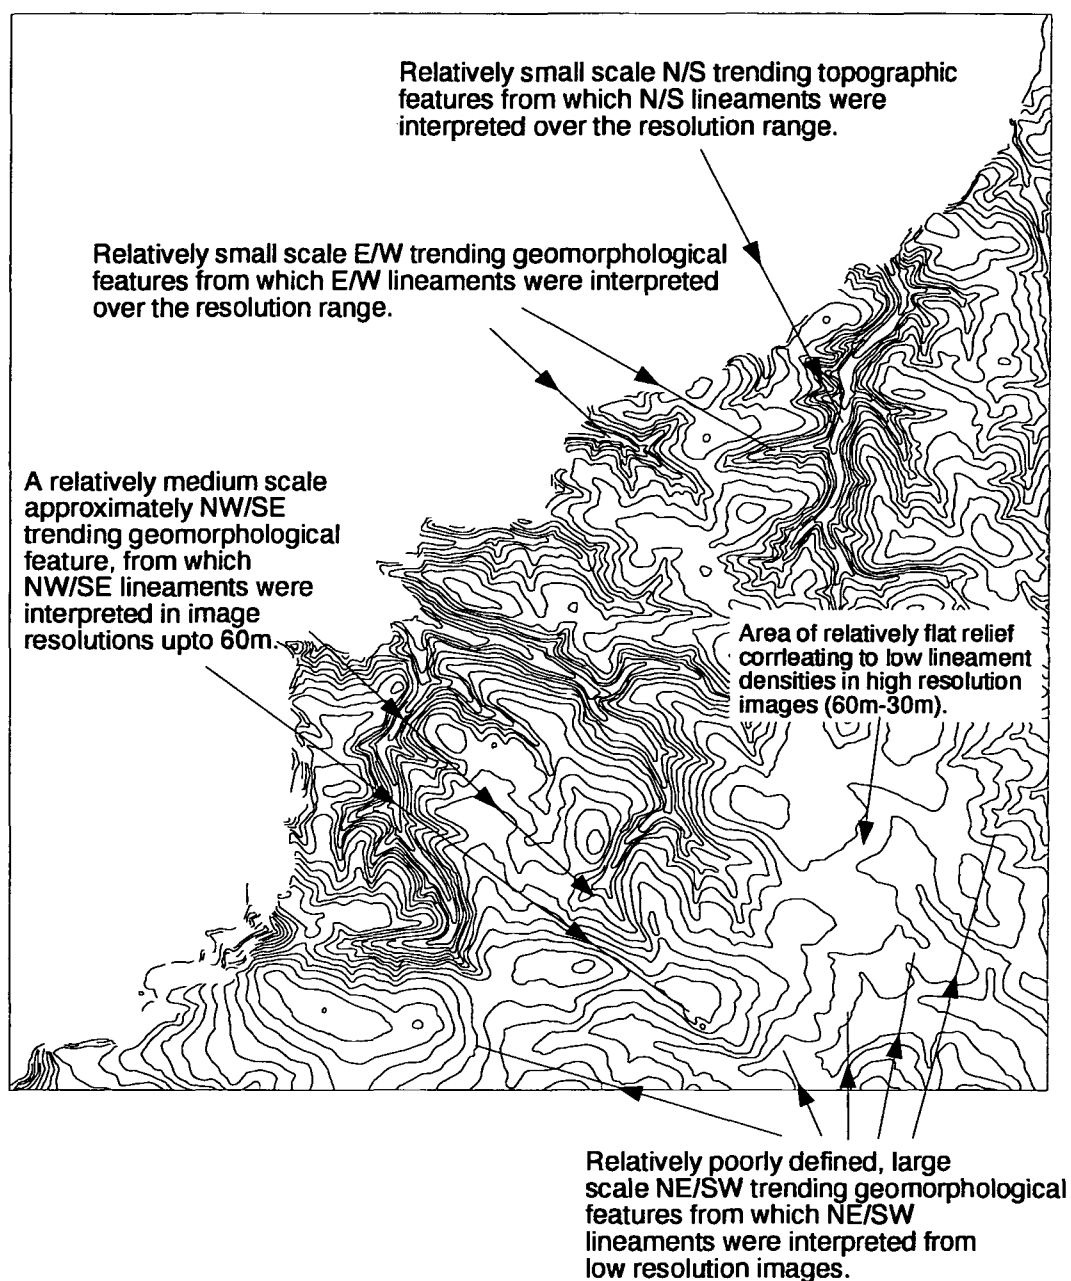 Relatively small scale N/S trending topographic
features from which N/S lineaments were
interpreted over the resolution range.
Relatively small scale E/W trending geomorphological
features from which E/W lineaments were interpreted
over the resolution range.
A relatively medium scale
approximately NW/SE
trending geomorphological
feature, from which
NW/SE lineaments were
interpreted in image
resolutions upto 60m.
Area of relatively flat relief
corrleating to low lineament
densities in high resolution
images (60m-30m).
Relatively poorly defined, large
scale NE/SW trending geomorphological
features from which NE/SW
lineaments were interpreted from
low resolution images.